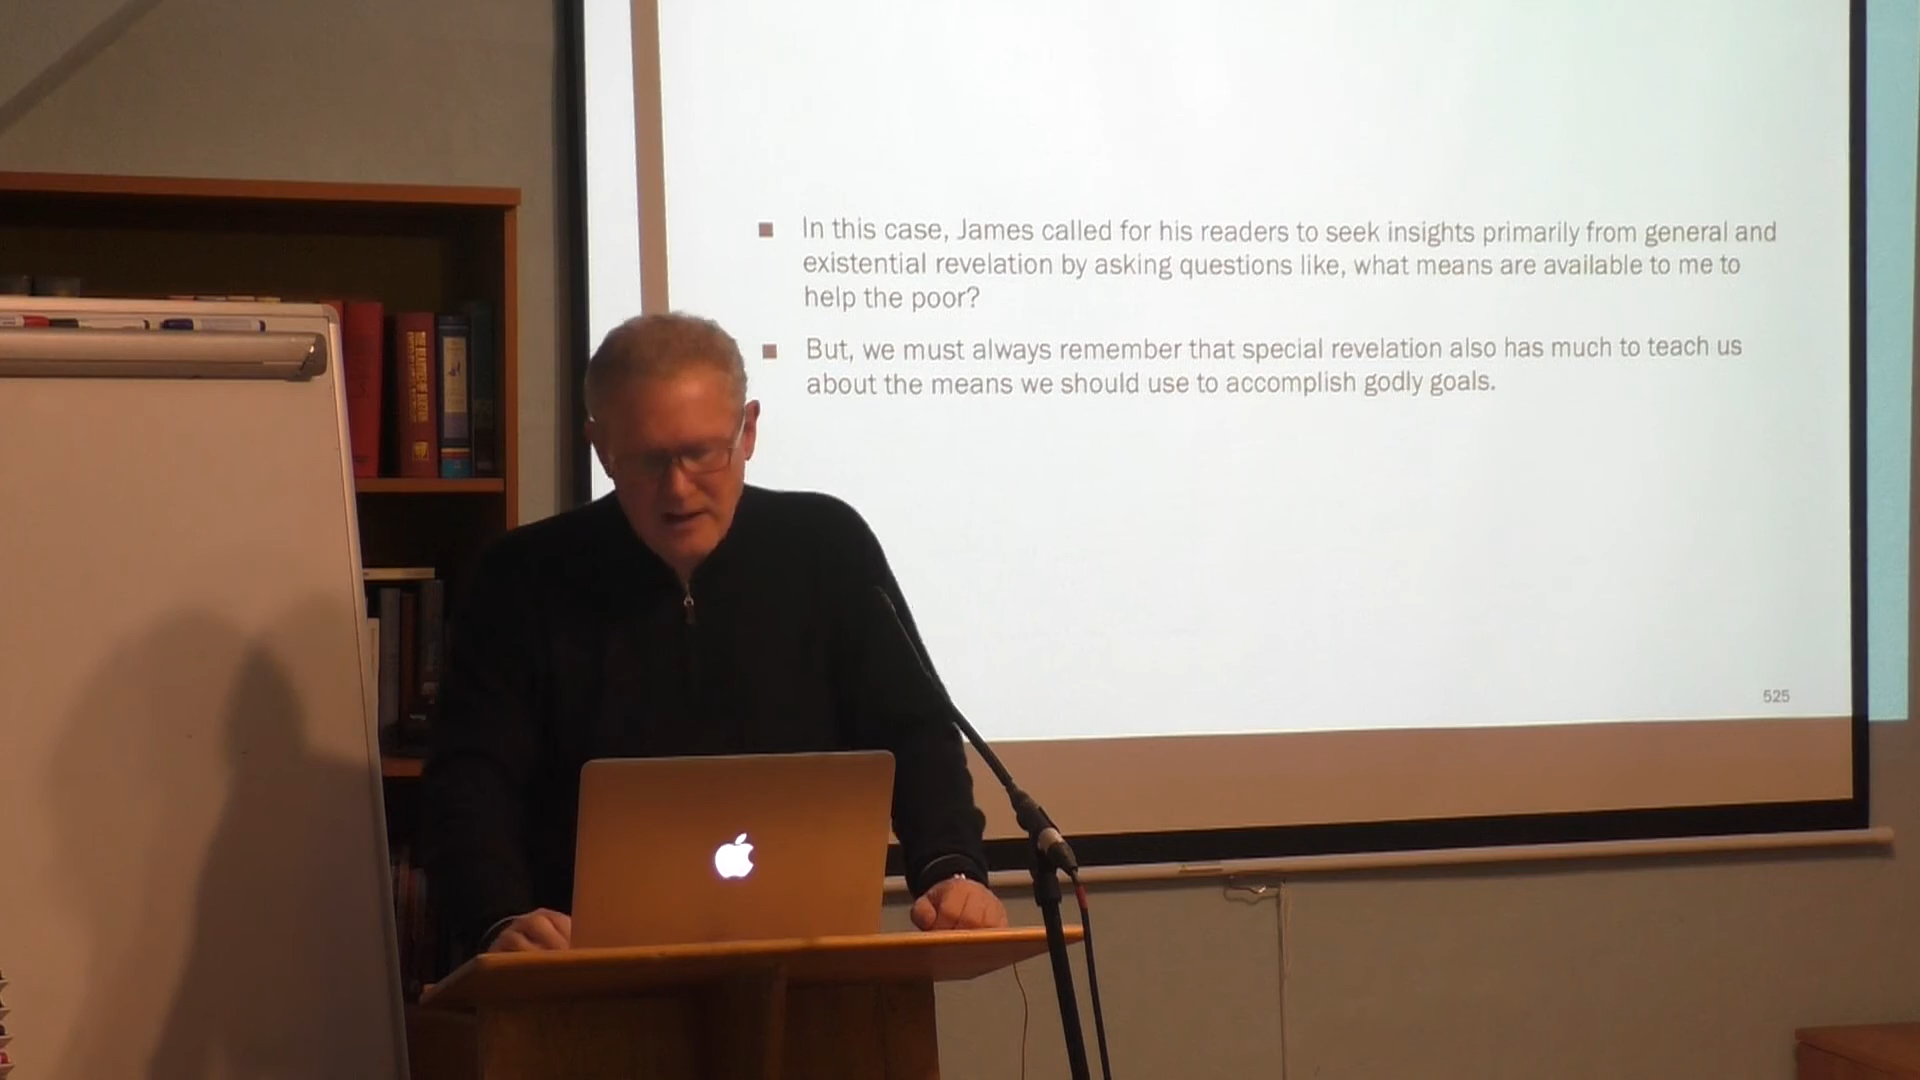 In this case, James called for his readers to seek insights primarily from general and
existential revelation by asking questions like, what means are available to me to
help the poor?
But, we must always remember that special revelation also has much to teach us
about the means we should use to accomplish godly goals.
525